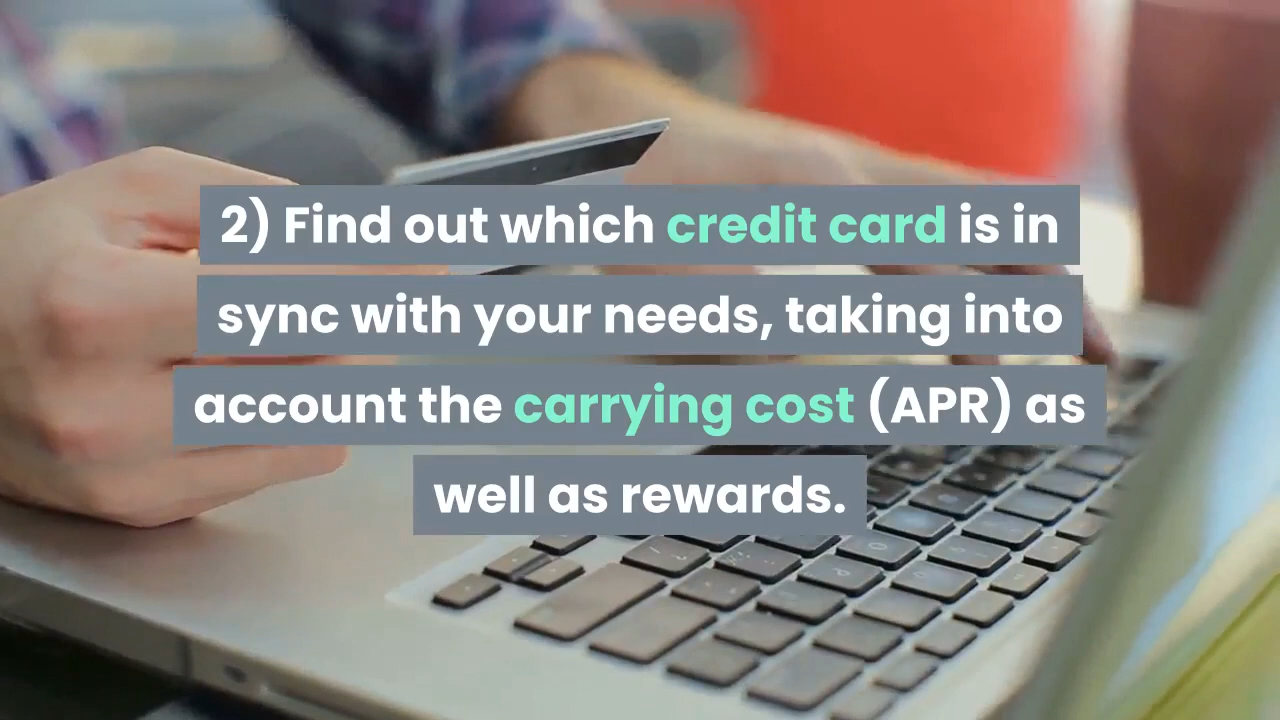 2) Find out which credit card is in
sync with your needs, taking into
account the carrying cost (APR) as
well as rewards.